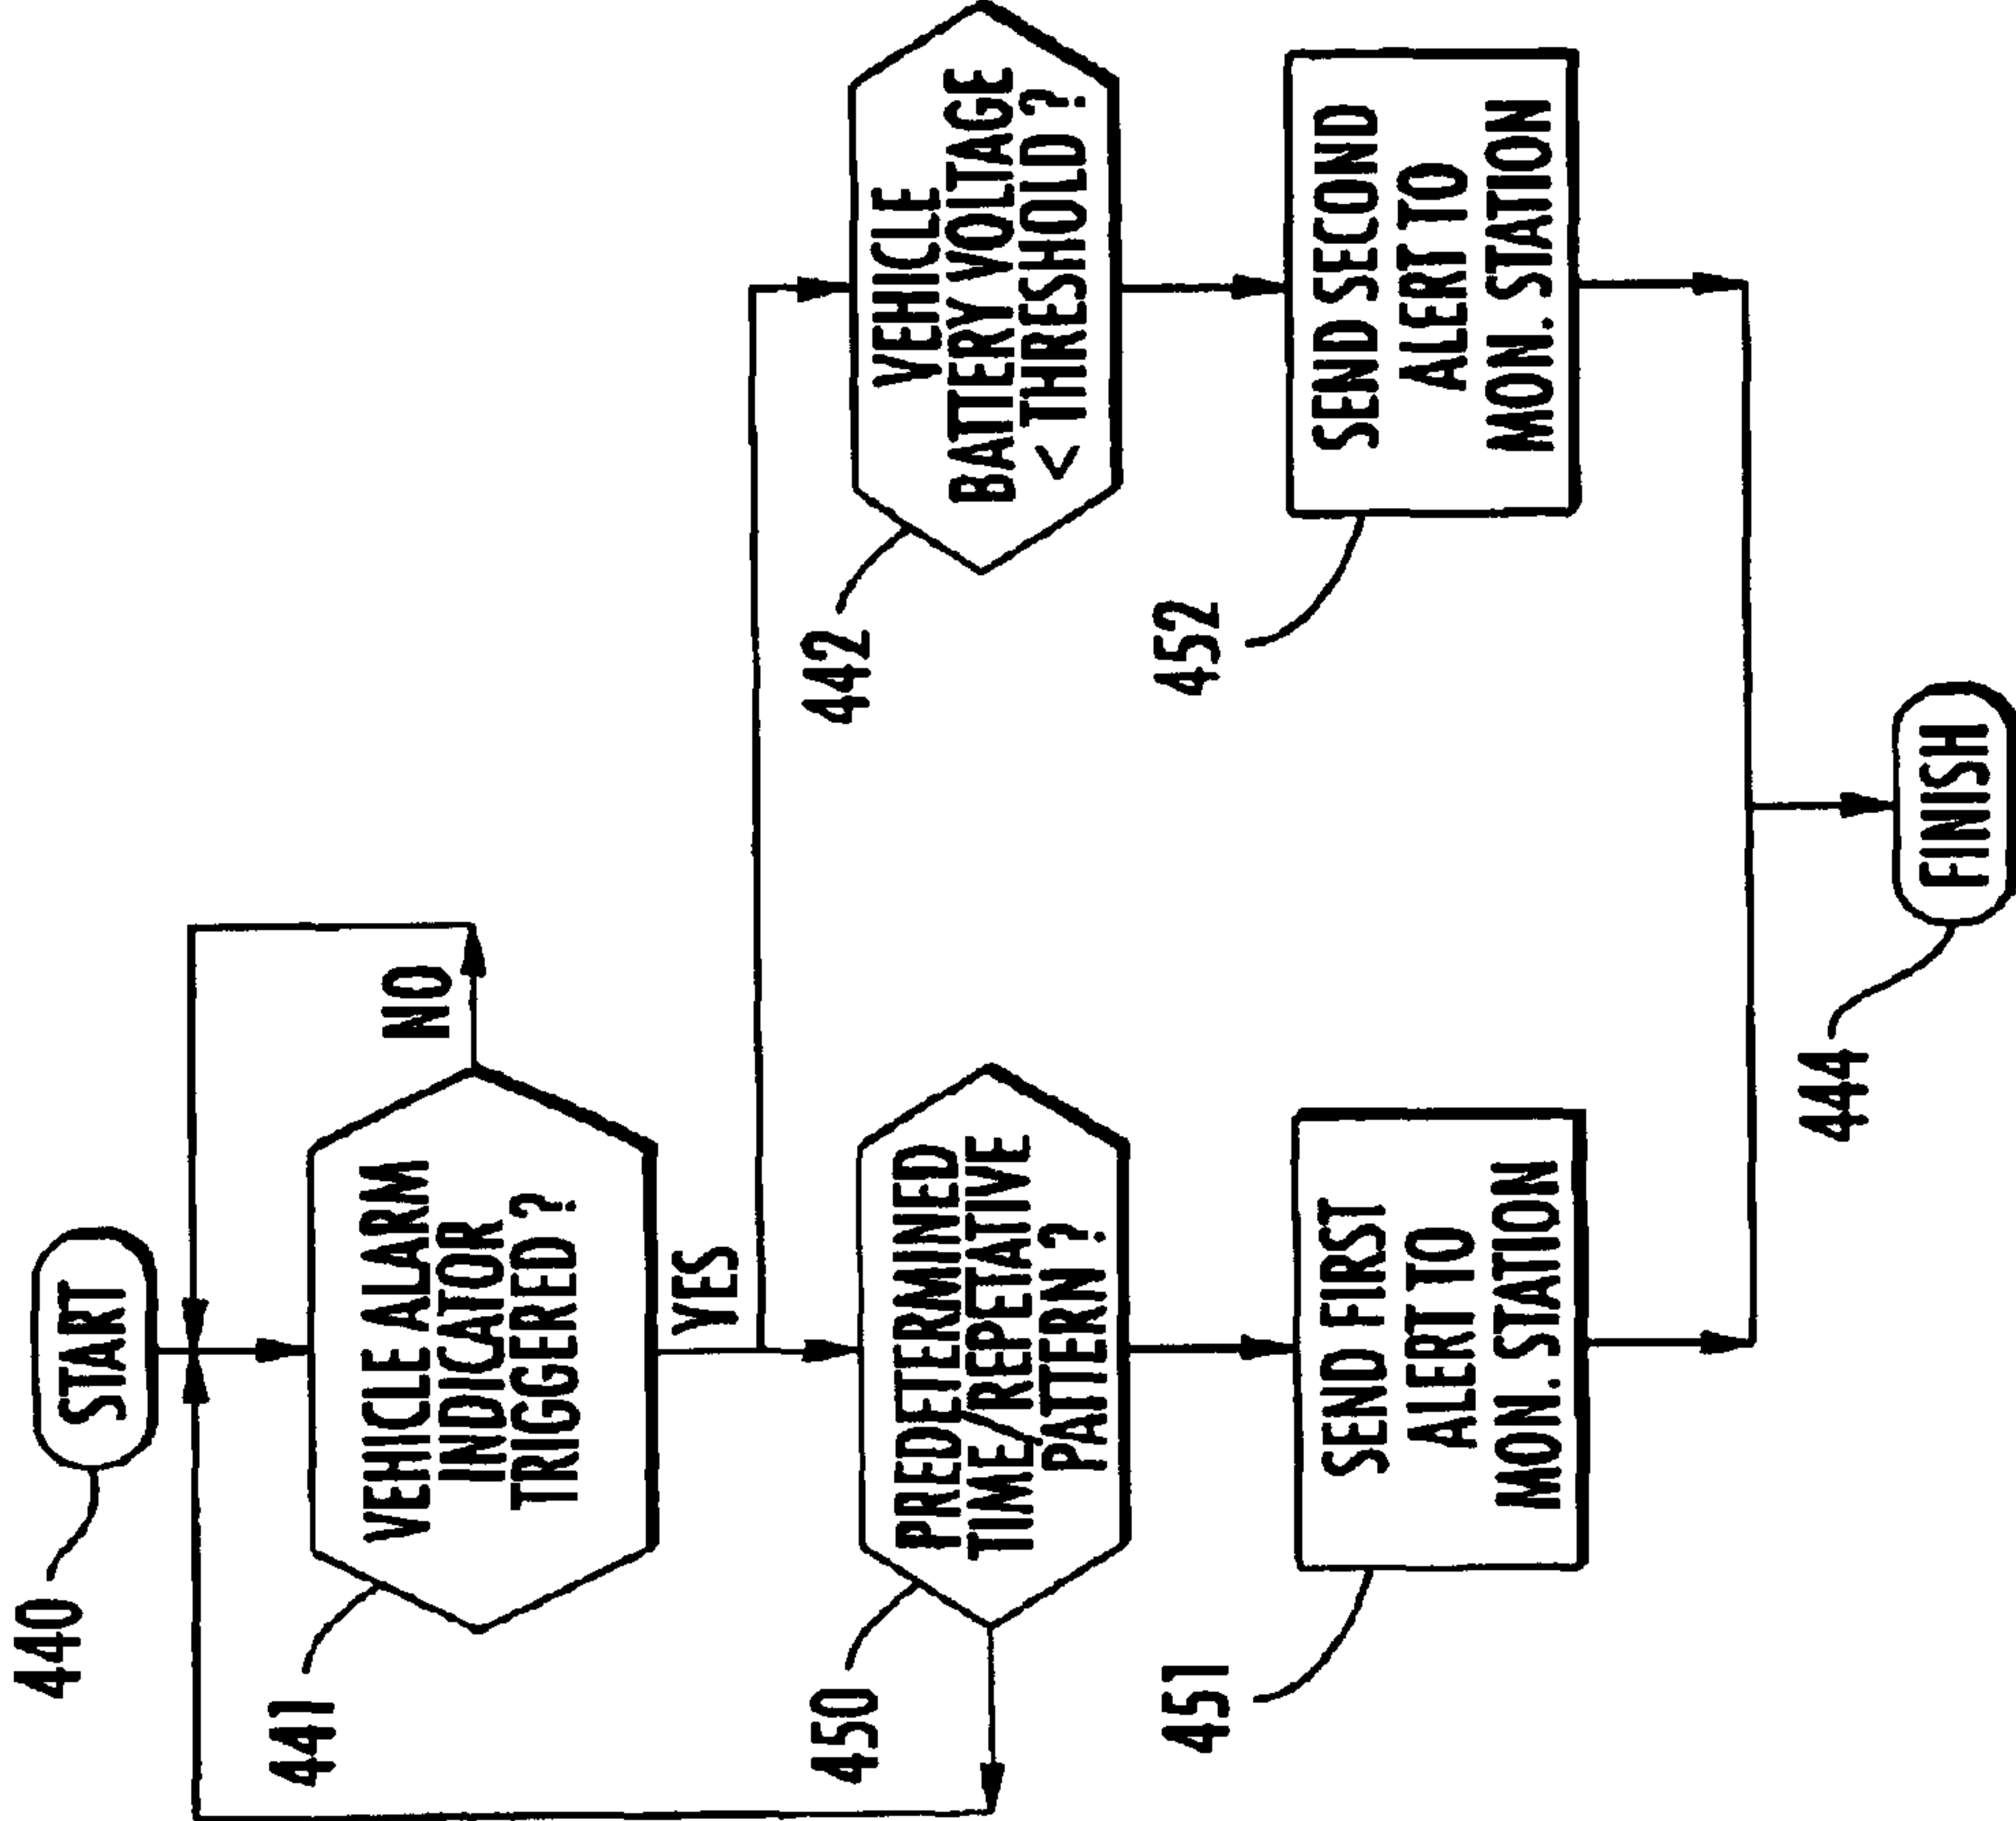 440
START
441
VEHICLE ALARM
INDICATOR
TRIGGERED?
NO
YES
450
PREDETERMINED
TIME/REPETATIVE
PATTERN?
442
VEHICLE
BATTERY VOLTAGE
< THRESHOLD?
451
SEND FIRST
ALERT TO
MON. STATION
452
SEND SECOND
ALERT TO
MON. STATION
444
FINISH